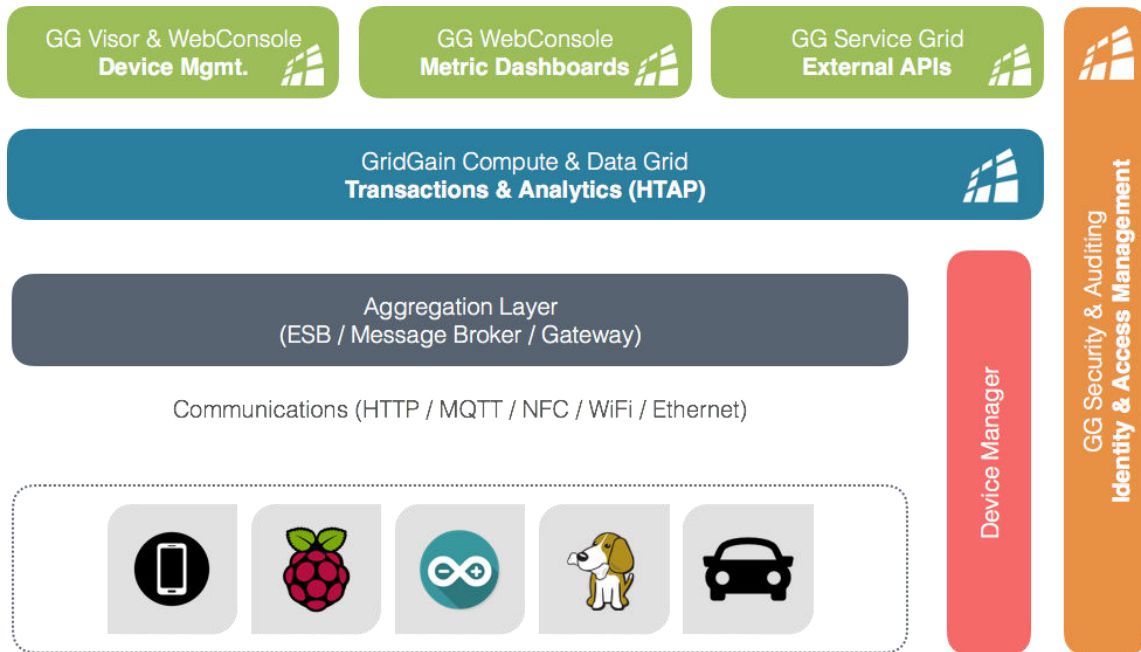 GG Visor & WebConsole
Device Mgmt.
GG WebConsole
Metric Dashboards
GG Service Grid
External APIs
GridGain Compute & Data Grid
Transactions & Analytics (HTAP)
Aggregation Layer
(ESB / Message Broker / Gateway)
Communications (HTTP / MQTT / NFC / WiFi / Ethernet)
Device Manager
GG Security & Auditing
Identity & Access Management